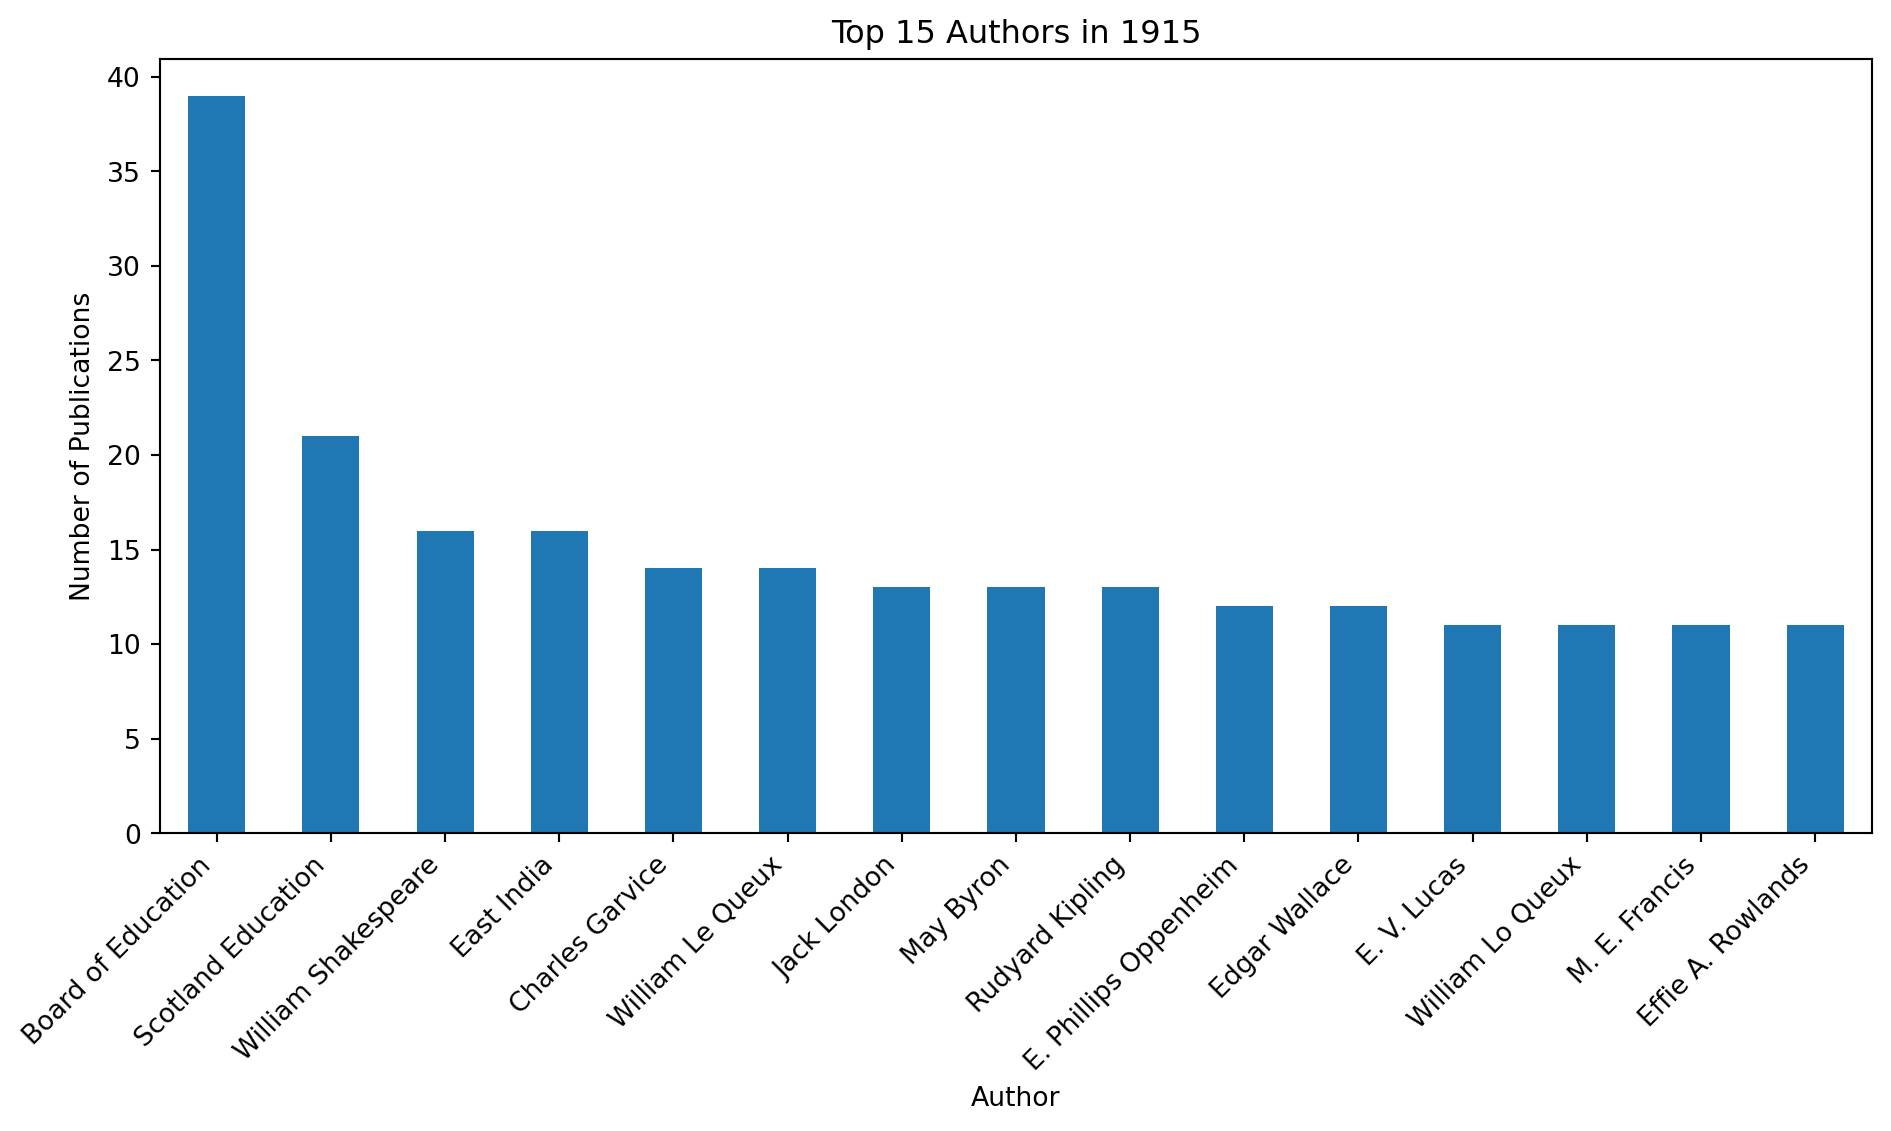 Top 15 Authors in 1915
Number of Publications
40
35
30
25
20
15
10
5
0
Board of Education
Scotland Education
William Shakespeare
East India
Charles Garvice
William Le Queux
Jack London
May Byron
Rudyard Kipling
E. Phillips Oppenheim
Edgar Wallace
E. V. Lucas
William Lo Queux
M. E. Francis
Effie A. Rowlands
Author